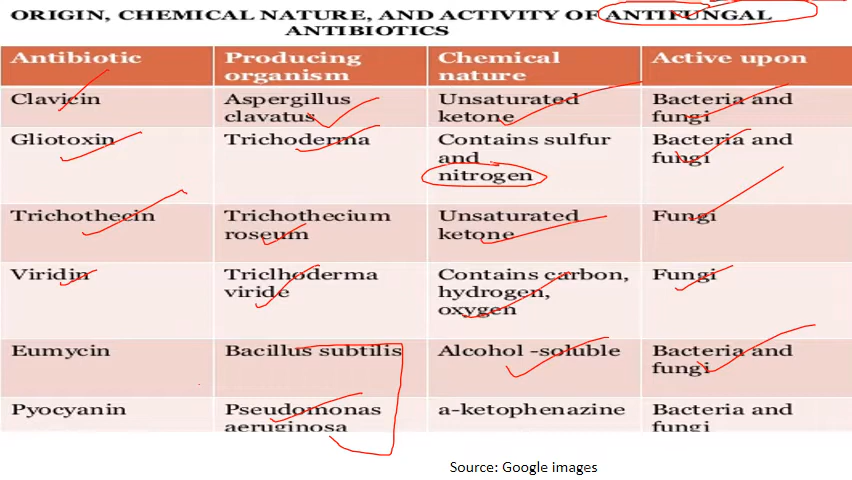 ORIGIN, CHEMICAL NATURE, AND ACTIVITY OF ANTIFUNGAL
ANTIBIOTICS
Antibiotic
Producing
organism
Chemical
nature
Active upon
Clavicin
Aspergillus
clavatus
Unsaturated
ketone
Bacteria and
fungi
Gliotoxin
Trichoderma
Contains sulfur
and
nitrogen
Bacteria and
fungi
Trichothecin
Trichothecium
roseum
Unsaturated
ketone
Fungi
Viridin
Triclhoderma
viride
Contains carbon,
hydrogen,
oxygen
Fungi
Eumycin
Bacillus subtilis
Alcohol -soluble
Bacteria and
fungi
Pyocyanin
Pseudomonas
aeruginosa
a-ketophenazine
Bacteria and
fungi
Source: Google images